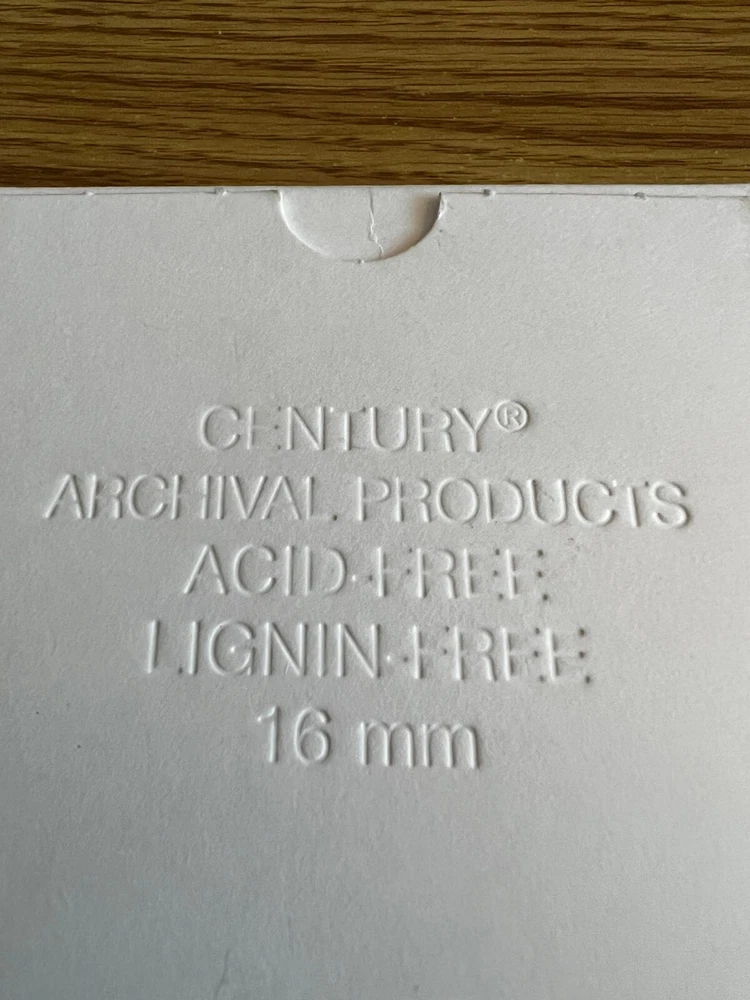 CENTURY®
ARCHIVAL PRODUCTS
ACID-FREE
LIGNIN-FREE
16 mm